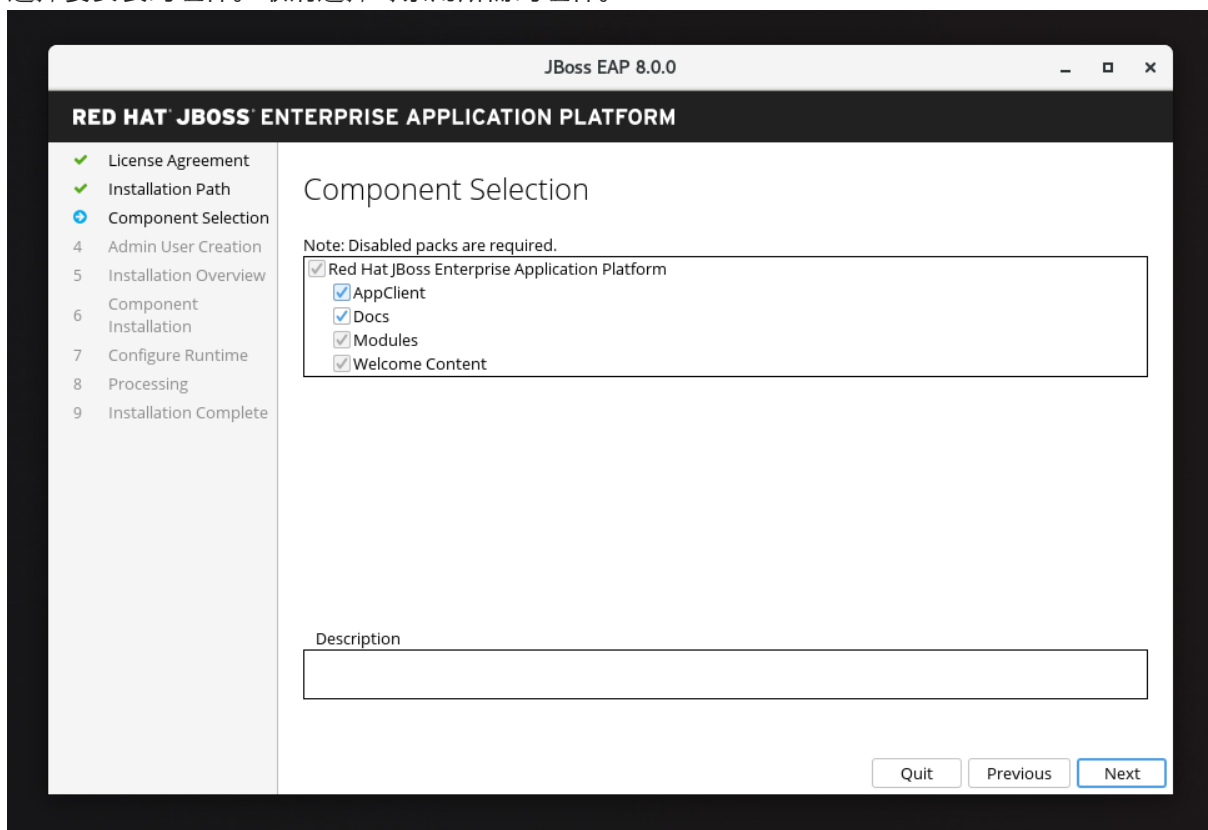 JBoss EAP 8.0.0
RED HAT® JBOSS® ENTERPRISE APPLICATION PLATFORM
License Agreement
Installation Path
Component Selection
4 Admin User Creation
5 Installation Overview
6 Component
Installation
7 Configure Runtime
8 Processing
9 Installation Complete
Component Selection
Note: Disabled packs are required.
Red Hat JBoss Enterprise Application Platform
AppClient
Docs
Modules
Welcome Content
Description
Quit Previous Next